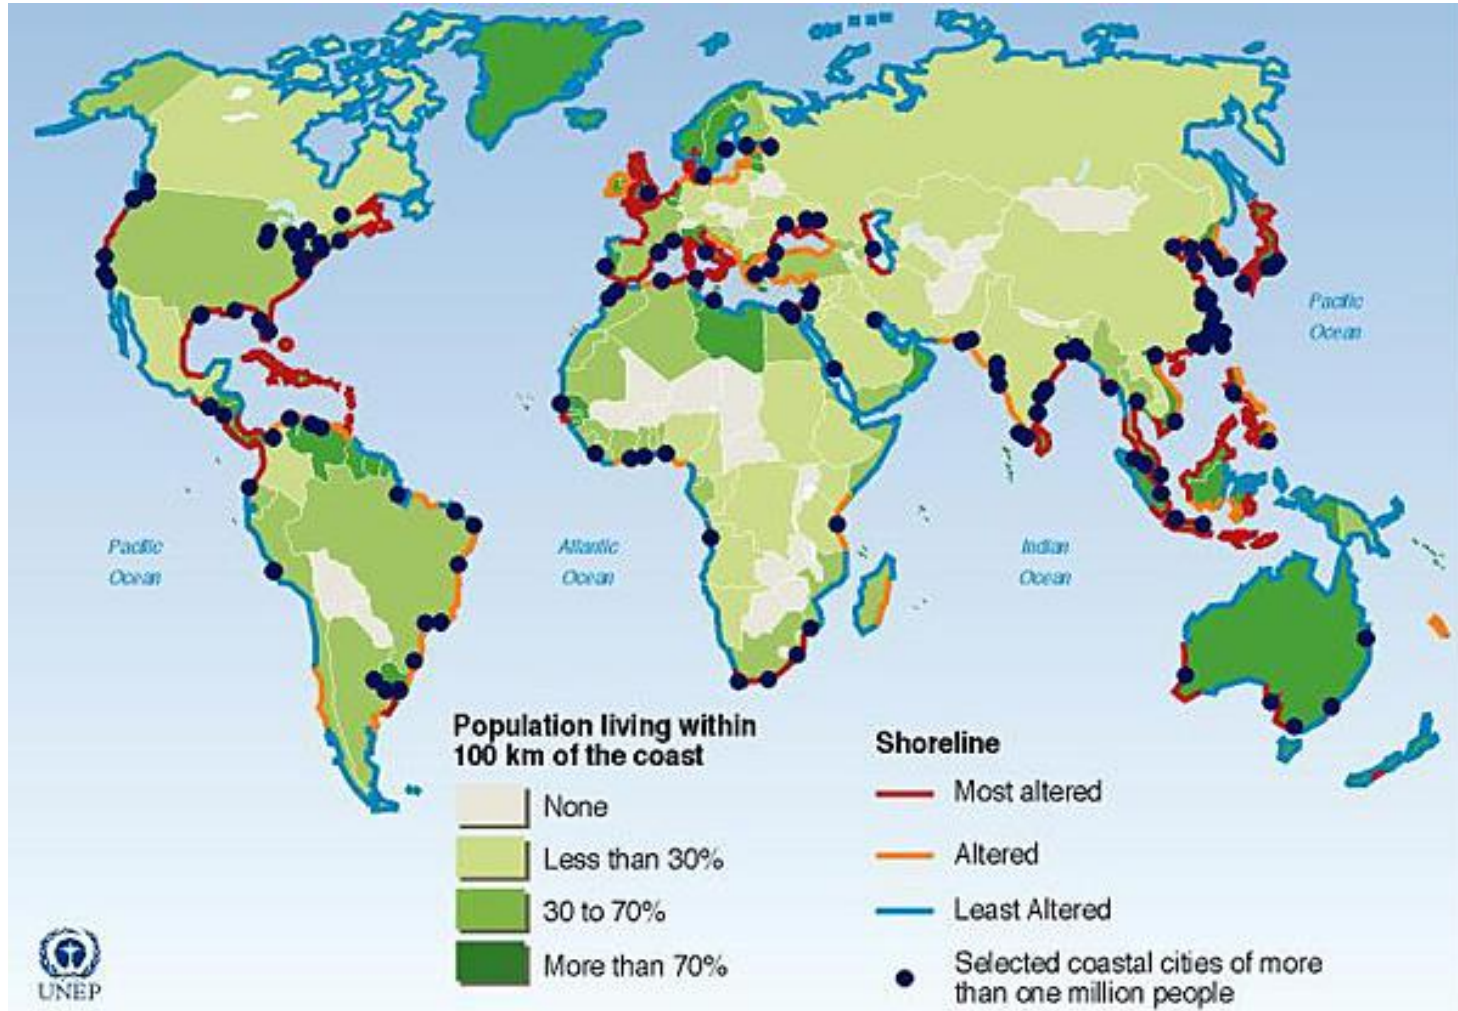 Pacific
Ocean
Pacific
Ocean
Atlantic
Ocean
Indian
Ocean
Population living within
100 km of the coast
None
Less than 30%
30 to 70%
More than 70%
Shoreline
Most altered
Altered
Least Altered
Selected coastal cities of more
than one million people
UNEP